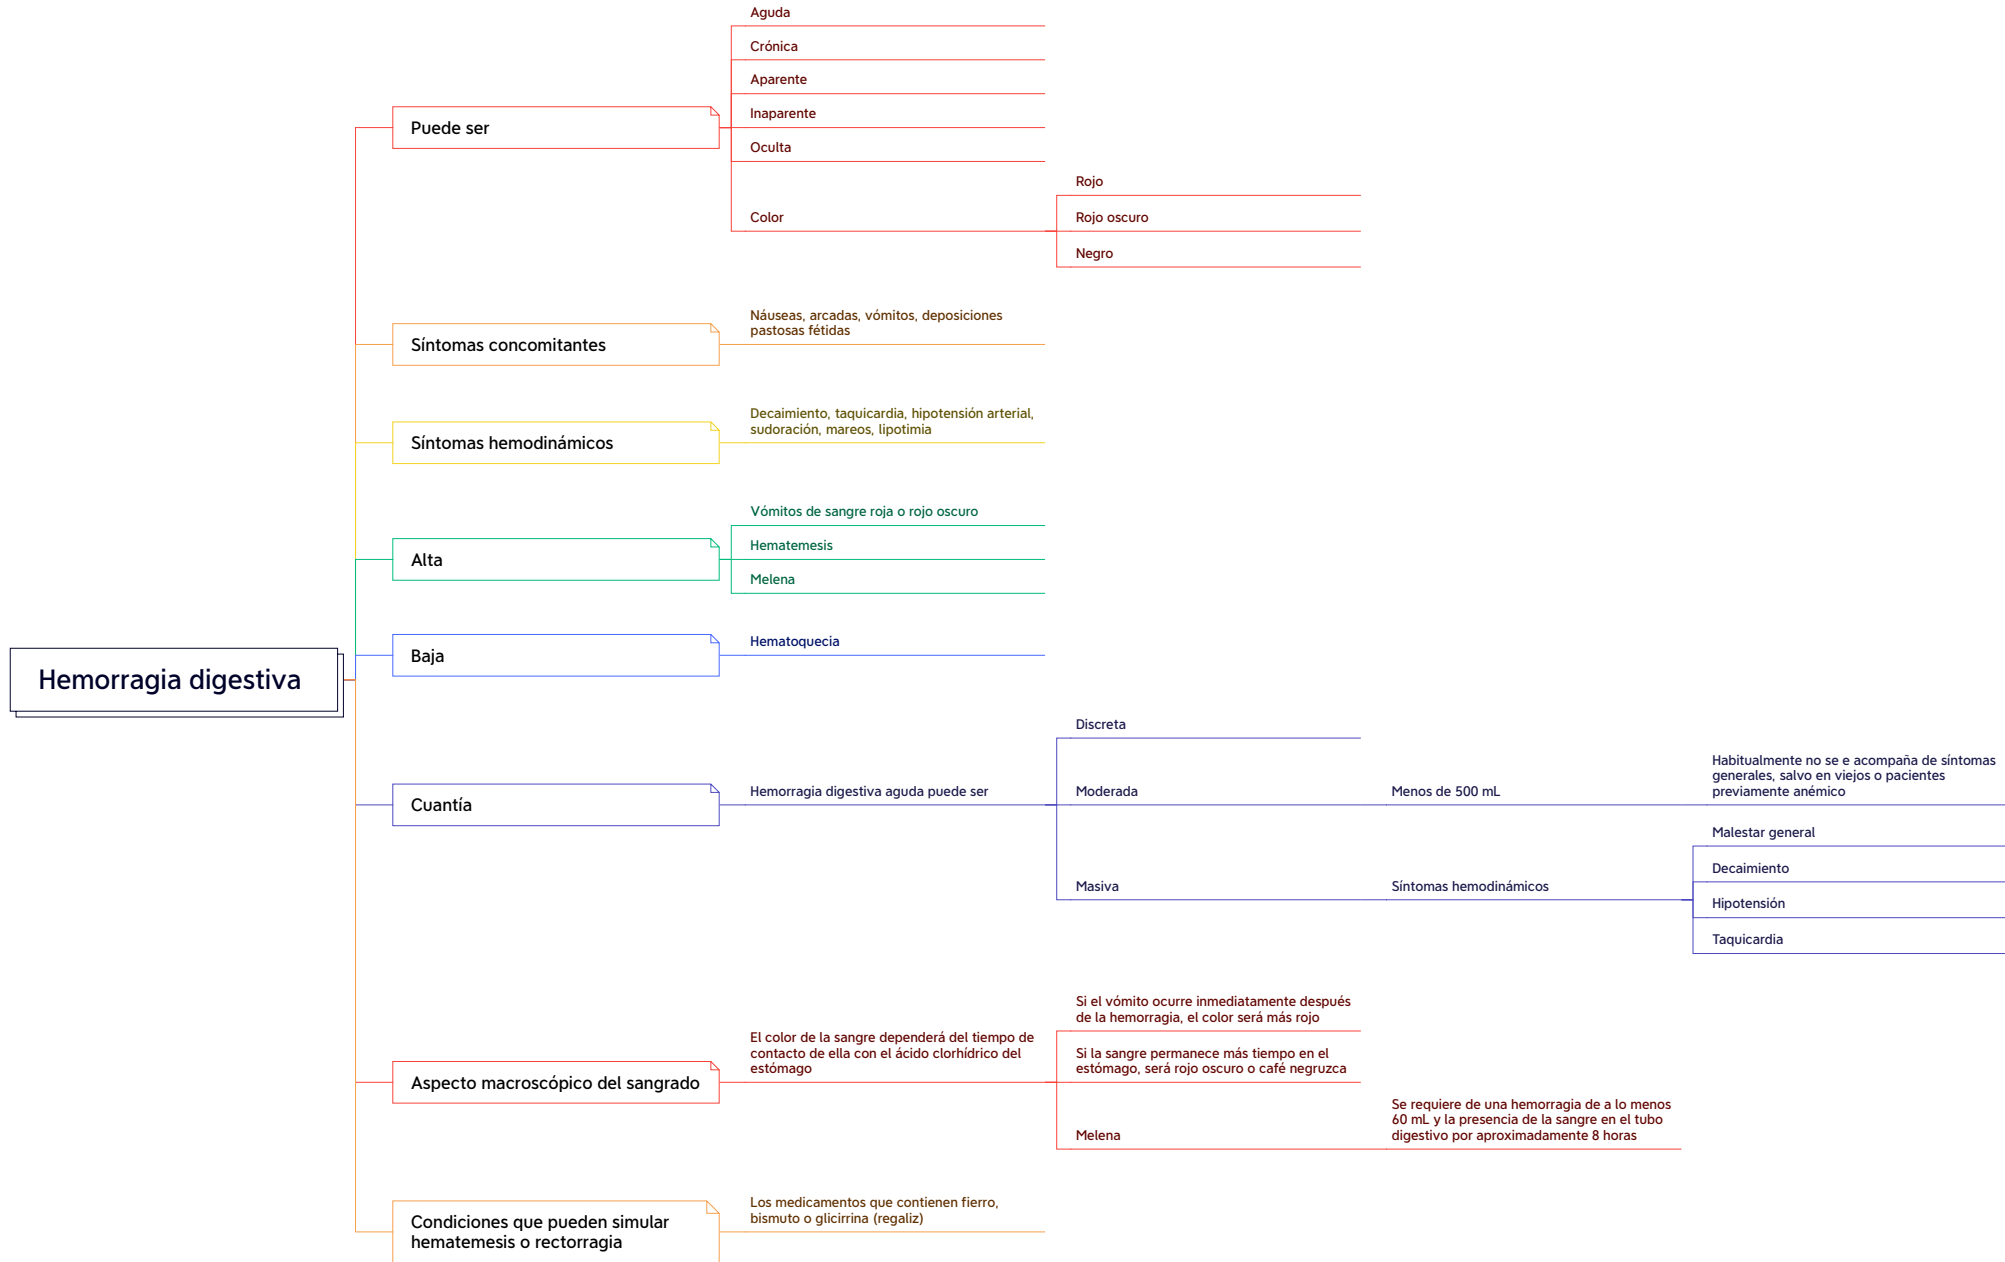 Hemorragia digestiva
Puede ser
Aguda
Crónica
Aparente
Inaparente
Oculta
Color
Rojo
Rojo oscuro
Negro
Síntomas concomitantes
Náuseas, arcadas, vómitos, deposiciones
pastosas fétidas
Síntomas hemodinámicos
Decaimiento, taquicardia, hipotensión arterial,
sudoración, mareos, lipotimia
Alta
Vómitos de sangre roja o rojo oscuro
Hematemesis
Melena
Baja
Hematoquecia
Cuantía
Hemorragia digestiva aguda puede ser
Discreta
Moderada
Menos de 500 mL
Habitualmente no se e acompaña de síntomas
generales, salvo en viejos o pacientes
previamente anémico
Masiva
Síntomas hemodinámicos
Malestar general
Decaimiento
Hipotensión
Taquicardia
Aspecto macroscópico del sangrado
El color de la sangre dependerá del tiempo de
contacto de ella con el ácido clorhídrico del
estómago
Si el vómito ocurre inmediatamente después
de la hemorragia, el color será más rojo
Si la sangre permanece más tiempo en el
estómago, será rojo oscuro o café negruzca
Melena
Se requiere de una hemorragia de a lo menos
60 mL y la presencia de la sangre en el tubo
digestivo por aproximadamente 8 horas
Condiciones que pueden simular
hematemesis o rectorragia
Los medicamentos que contienen fierro,
bismuto o glicirrina (regaliz)